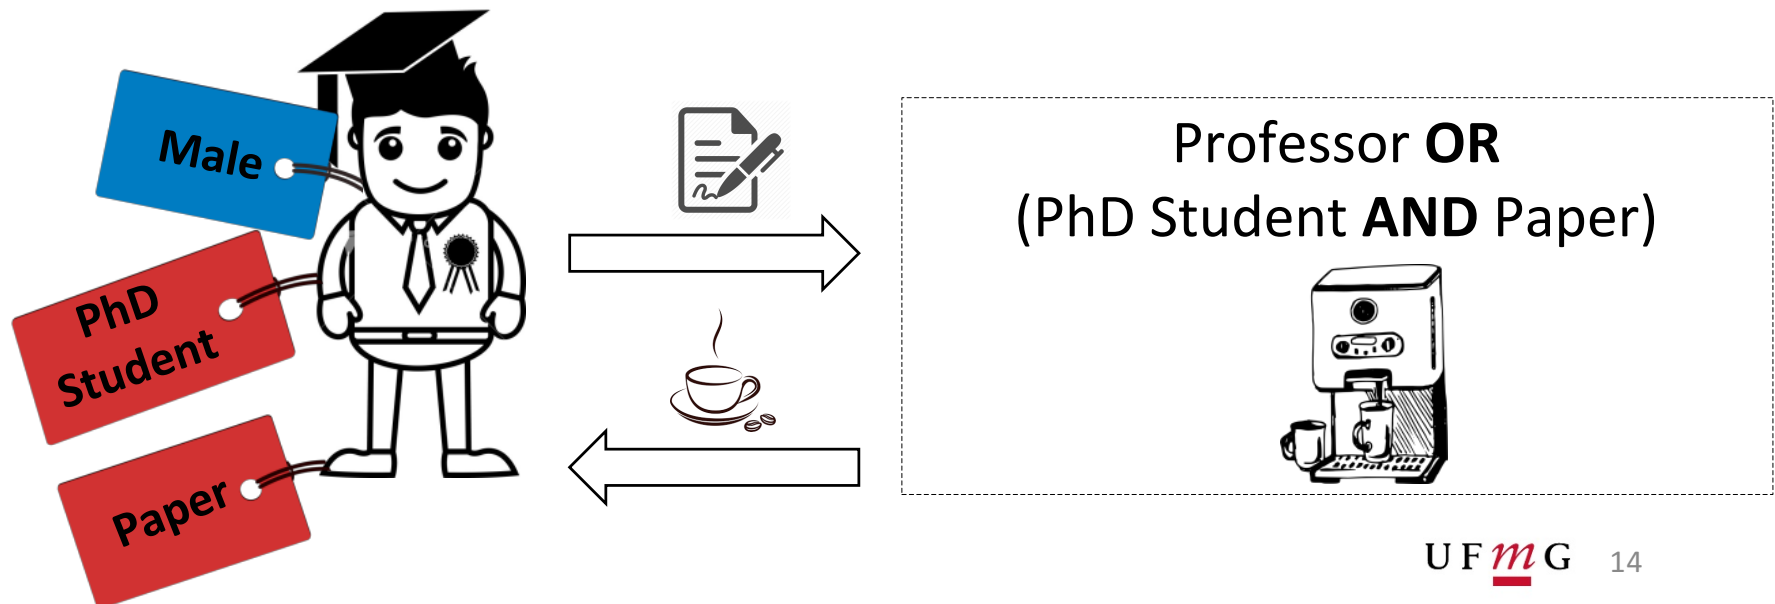 Male
PhD
Student
Paper
Professor OR
(PhD Student AND Paper)
UFmG
14